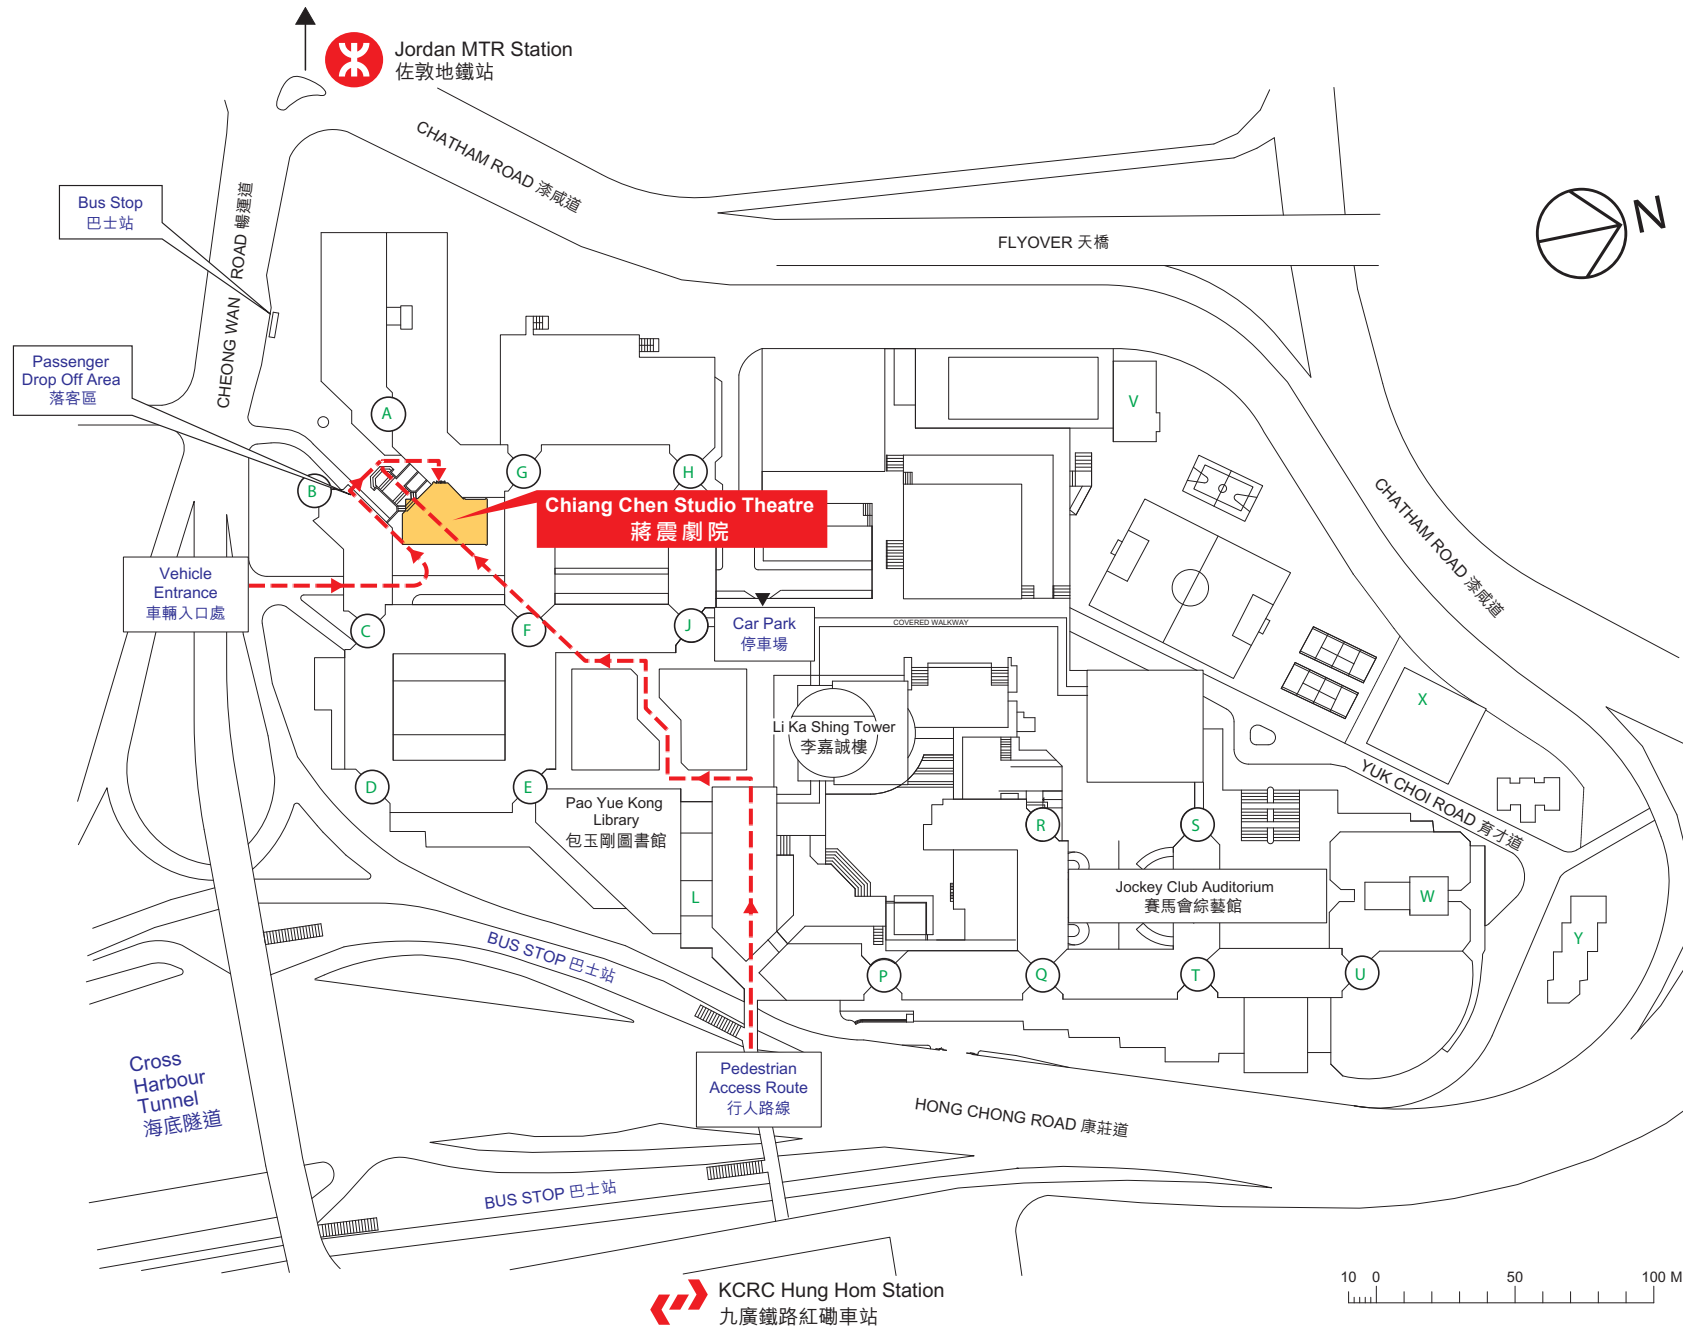 Jordan MTR Station
佐敦地鐵站
CHATHAM ROAD 漆咸道
Bus Stop
巴士站
CHEONG WAN ROAD 暢運道
FLYOVER 天橋
N
Passenger
Drop Off Area
落客區
A
V
B
G
H
Chiang Chen Studio Theatre
蔣震劇院
CHATHAM ROAD 漆咸道
Vehicle
Entrance
車輛入口處
C
F
J
Car Park
停車場
COVERED WALKWAY
X
Li Ka Shing Tower
李嘉誠樓
YUK CHOI ROAD 育才道
D
E
Pao Yue Kong
Library
包玉剛圖書館
R
S
L
Jockey Club Auditorium
賽馬會綜藝館
W
Y
BUS STOP 巴士站
P
Q
T
U
Cross
Harbour
Tunnel
海底隧道
Pedestrian
Access Route
行人路線
HONG CHONG ROAD 康莊道
BUS STOP 巴士站
KCRC Hung Hom Station
九廣鐵路紅磡車站
10 0 50 100 M